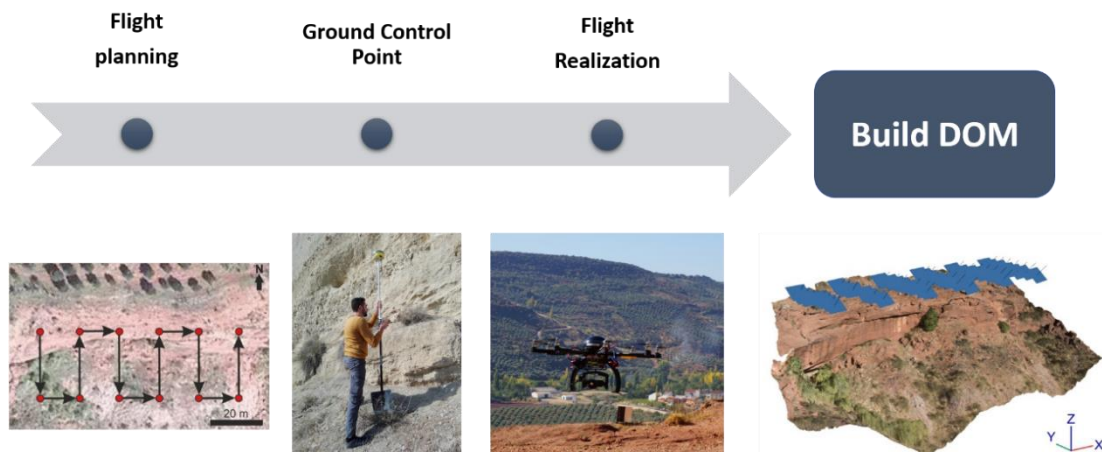 Flight
planning
Ground Control
Point
Flight
Realization
Build DOM
N
20 m
Z
Y
X